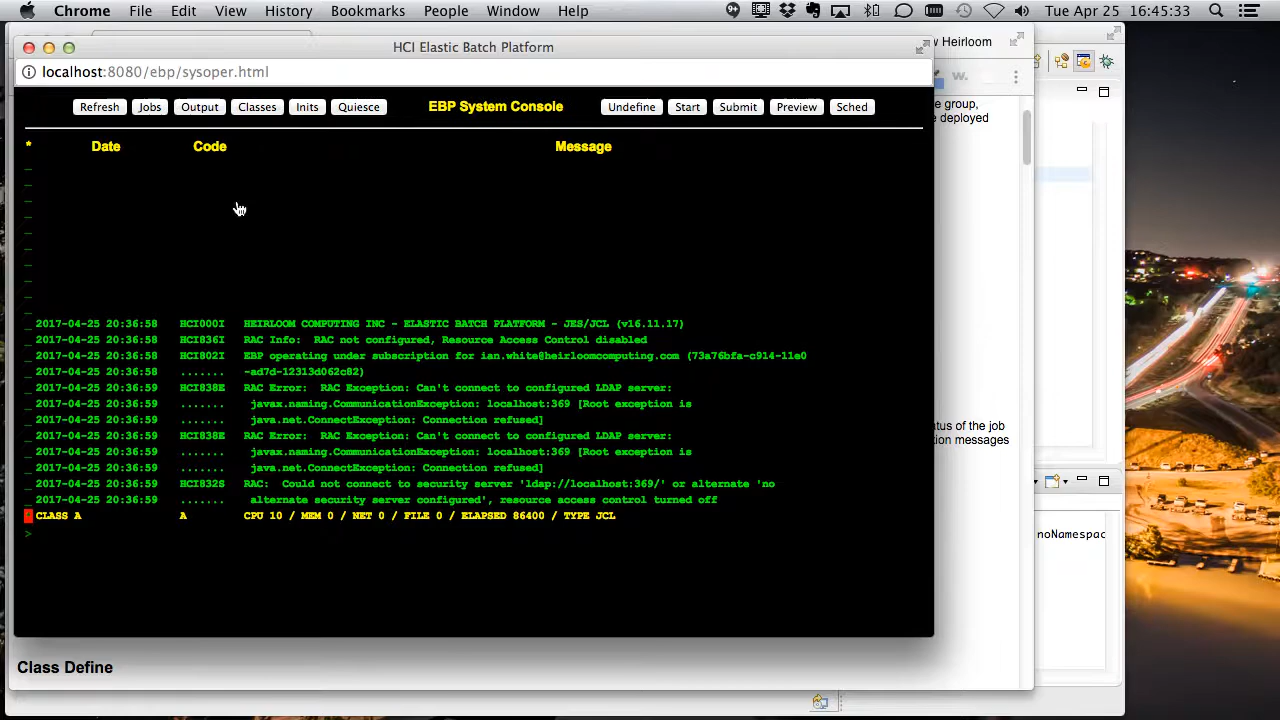 Chrome File Edit View History Bookmarks People Window Help 9+ Tue Apr 25 16:45:33
HCI Elastic Batch Platform
w Heirloom
localhost:8080/ebp/sysoper.html
w.
Refresh Jobs Output Classes Inits Quiesce EBP System Console Undefine Start Submit Preview Sched
e group,
e deployed
* Date Code Message
2017-04-25 20:36:58 HCI000I HEIRLOOM COMPUTING INC - ELASTIC BATCH PLATFORM - JES/JCL (v16.11.17)
2017-04-25 20:36:58 HCI836I RAC Info: RAC not configured, Resource Access Control disabled
2017-04-25 20:36:58 HCI802I EBP operating under subscription for ian.white@heirloomcomputing.com (73a76bfa-c914-11e0
2017-04-25 20:36:58 ....... -ad7d-12313d062c82)
2017-04-25 20:36:59 HCI838E RAC Error: RAC Exception: Can't connect to configured LDAP server:
2017-04-25 20:36:59 ....... javax.naming.CommunicationException: localhost:369 [Root exception is
2017-04-25 20:36:59 ....... java.net.ConnectException: Connection refused]
2017-04-25 20:36:59 HCI838E RAC Error: RAC Exception: Can't connect to configured LDAP server:
2017-04-25 20:36:59 ....... javax.naming.CommunicationException: localhost:369 [Root exception is
2017-04-25 20:36:59 ....... java.net.ConnectException: Connection refused]
2017-04-25 20:36:59 HCI832S RAC: Could not connect to security server 'ldap://localhost:369/' or alternate 'no
2017-04-25 20:36:59 ....... alternate security server configured', resource access control turned off
CLASS A A CPU 10 / MEM 0 / NET 0 / FILE 0 / ELAPSED 86400 / TYPE JCL
>
tatus of the job
tion messages
noNamespac
Class Define